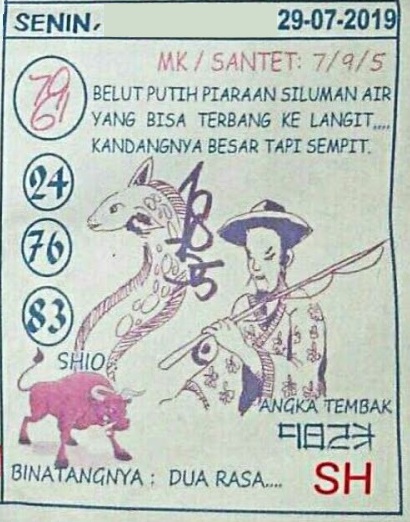 SENIN,
29-07-2019
MK / SANTET: 7/9/5
79
61
BELUT PUTIH PIARAAN SILUMAN AIR
YANG BISA TERBANG KE LANGIT,...
KANDANGNYA BESAR TAPI SEMPIT.
24
76
83
SHIO
ANGKA TEMBAK
BINATANGNYA : DUA RASA....
SH